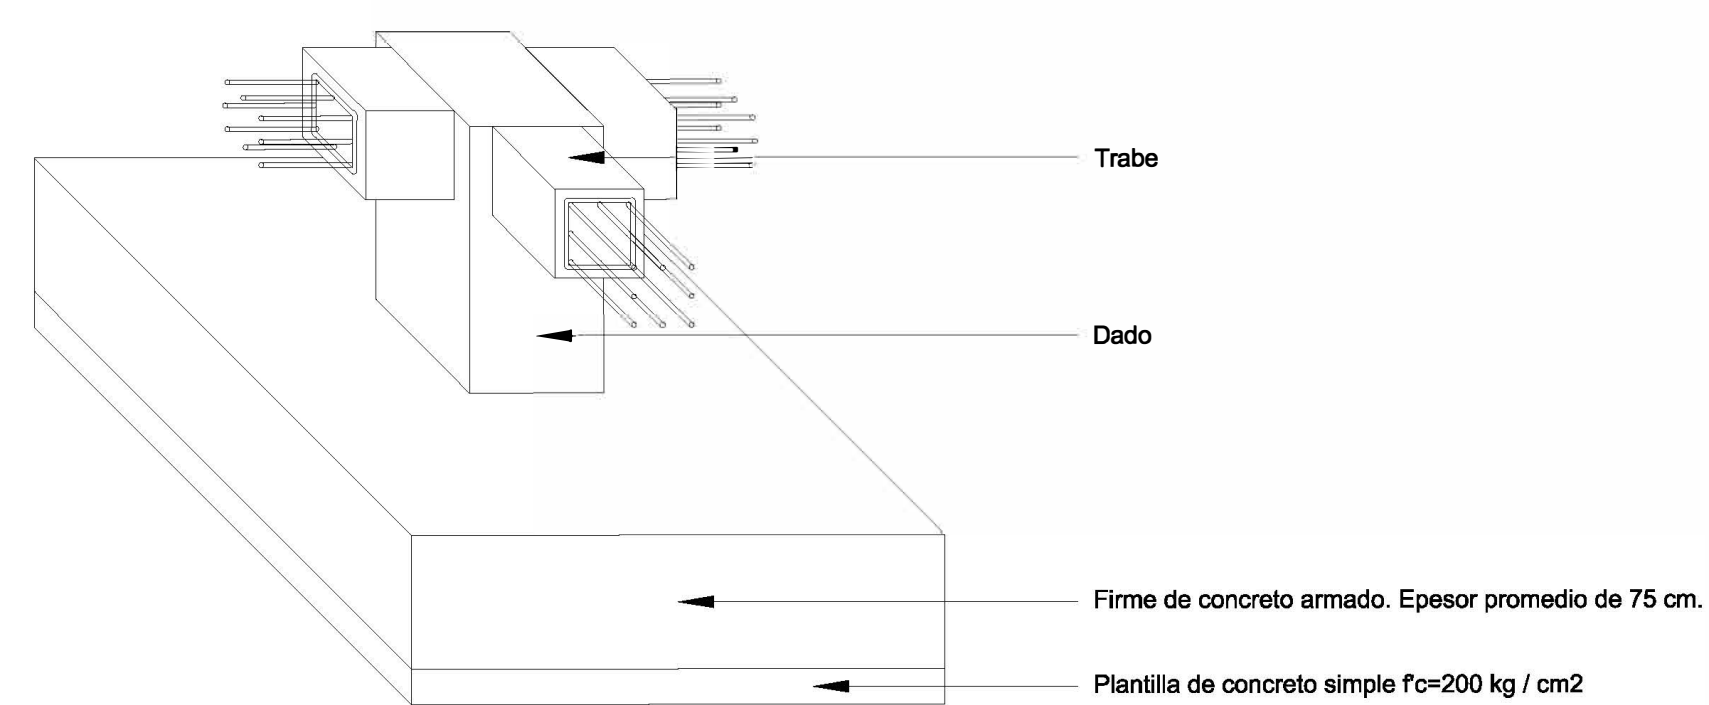 Trabe
Dado
Firme de concreto armado. Epesor promedio de 75 cm.
Plantilla de concreto simple f'c=200 kg / cm2